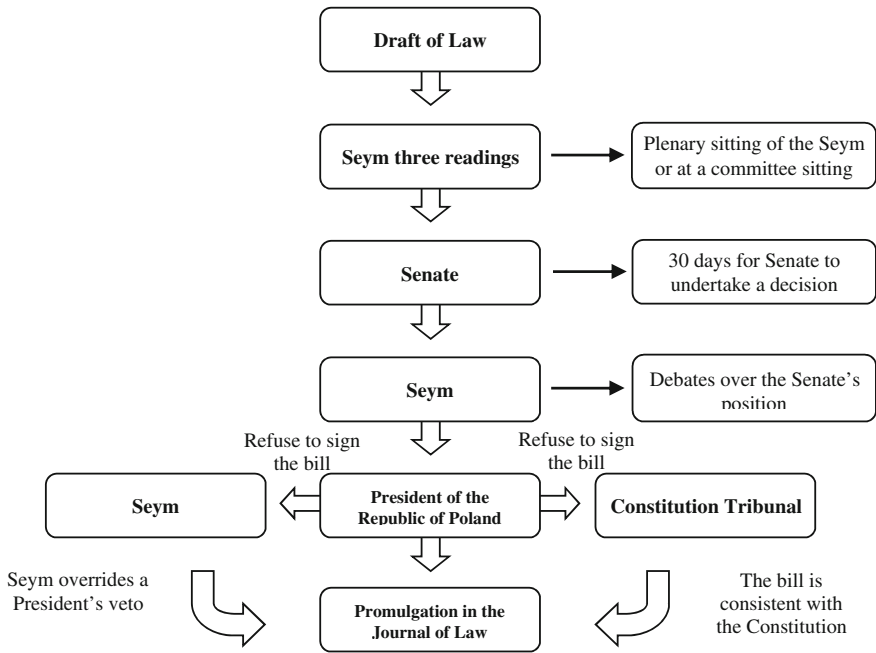 Draft of Law
Seym three readings
Plenary sitting of the Seym
or at a committee sitting
Senate
30 days for Senate to
undertake a decision
Seym
Debates over the Senate's
position
Refuse to sign
the bill
Refuse to sign
the bill
Seym
President of the
Republic of Poland
Constitution Tribunal
Seym overrides a
President's veto
Promulgation in the
Journal of Law
The bill is
consistent with
the Constitution